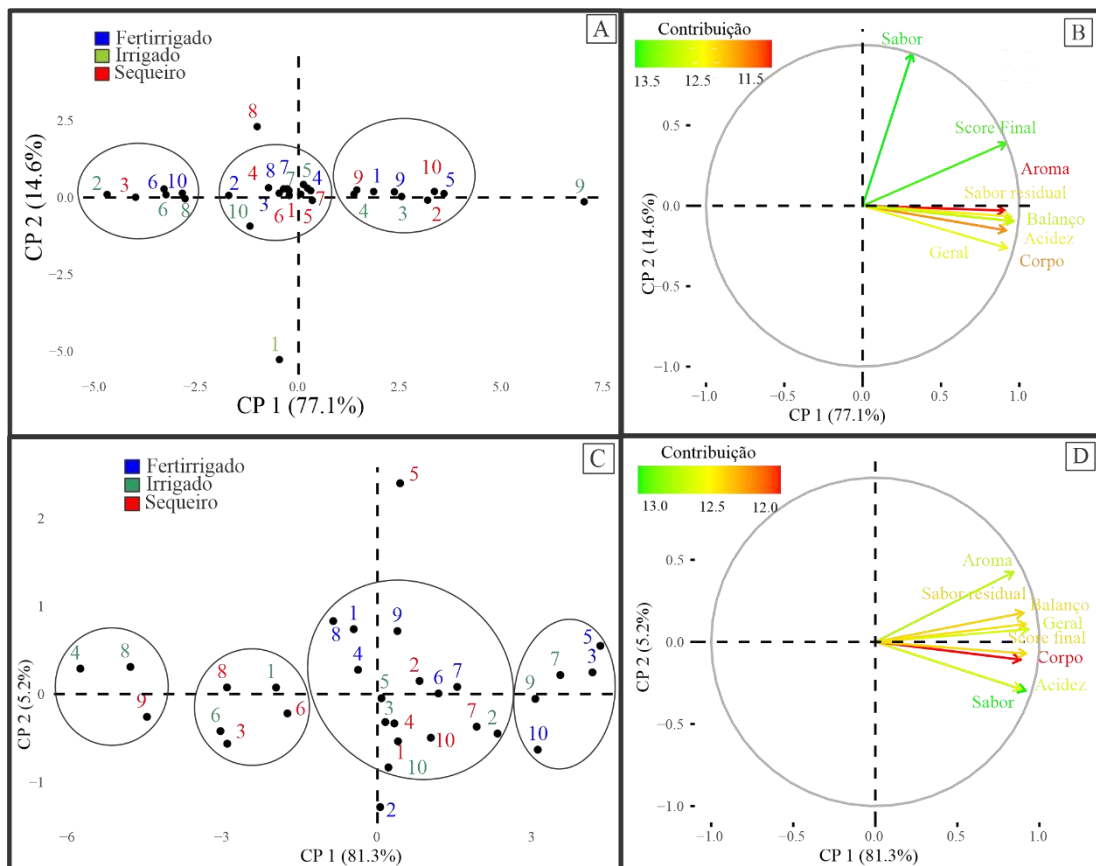 A
Fertirrigado
Irrigado
Sequeiro
8
2.5
0.0
−2.5
−5.0
CP 2 (14.6%)
2 3 6 10 6 8
2 4 8 7 7 5 4
10 3 6 1 5 7
9 1 9 10 5
4 3 2
9
1
−5.0 −2.5 0.0 2.5 5.0 7.5
CP 1 (77.1%)
B
Contribuição
13.5 12.5 11.5
Sabor
Score Final
Aroma
Sabor residual
Balanço
Acidez
Geral
Corpo
0.5
0.0
−0.5
−1.0
CP 2 (14.6%)
−1.0 −0.5 0.0 0.5 1.0
CP 1 (77.1%)
C
Fertirrigado
Irrigado
Sequeiro
5
2
1
0
−1
CP 2 (5.2%)
4 8 9
8 1 6 6 3
1 9 8 4
2 6 7
5 3 4 7 2
1 10 10
2
5 7 3
9 10
−6 −3 0 3
CP 1 (81.3%)
D
Contribuição
13.0 12.5 12.0
Aroma
Sabor residual
Balanço
Geral
Score final
Corpo
Acidez
Sabor
0.5
0.0
−0.5
−1.0
CP 2 (5.2%)
−1.0 −0.5 0.0 0.5 1.0
CP 1 (81.3%)